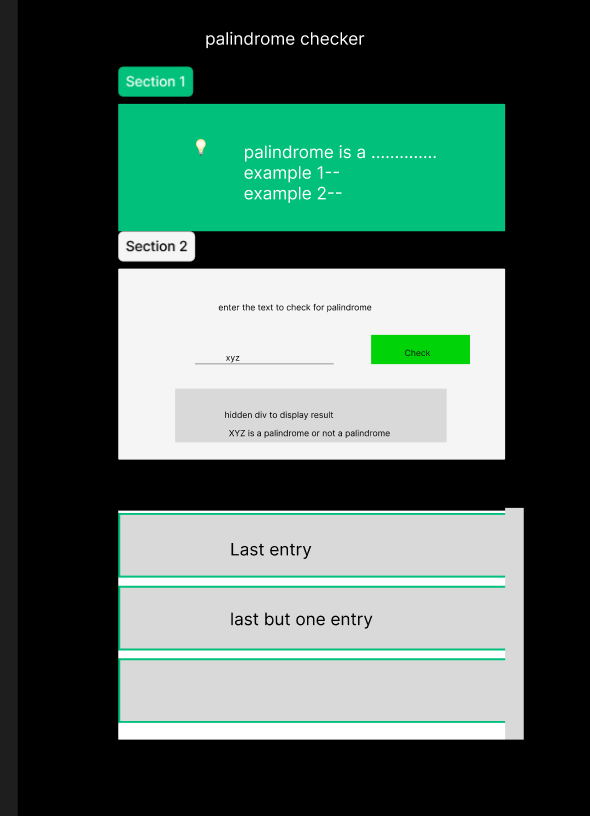 palindrome checker
Section 1
palindrome is a ..............
example 1--
example 2--
Section 2
enter the text to check for palindrome
xyz
Check
hidden div to display result
XYZ is a palindrome or not a palindrome
Last entry
last but one entry